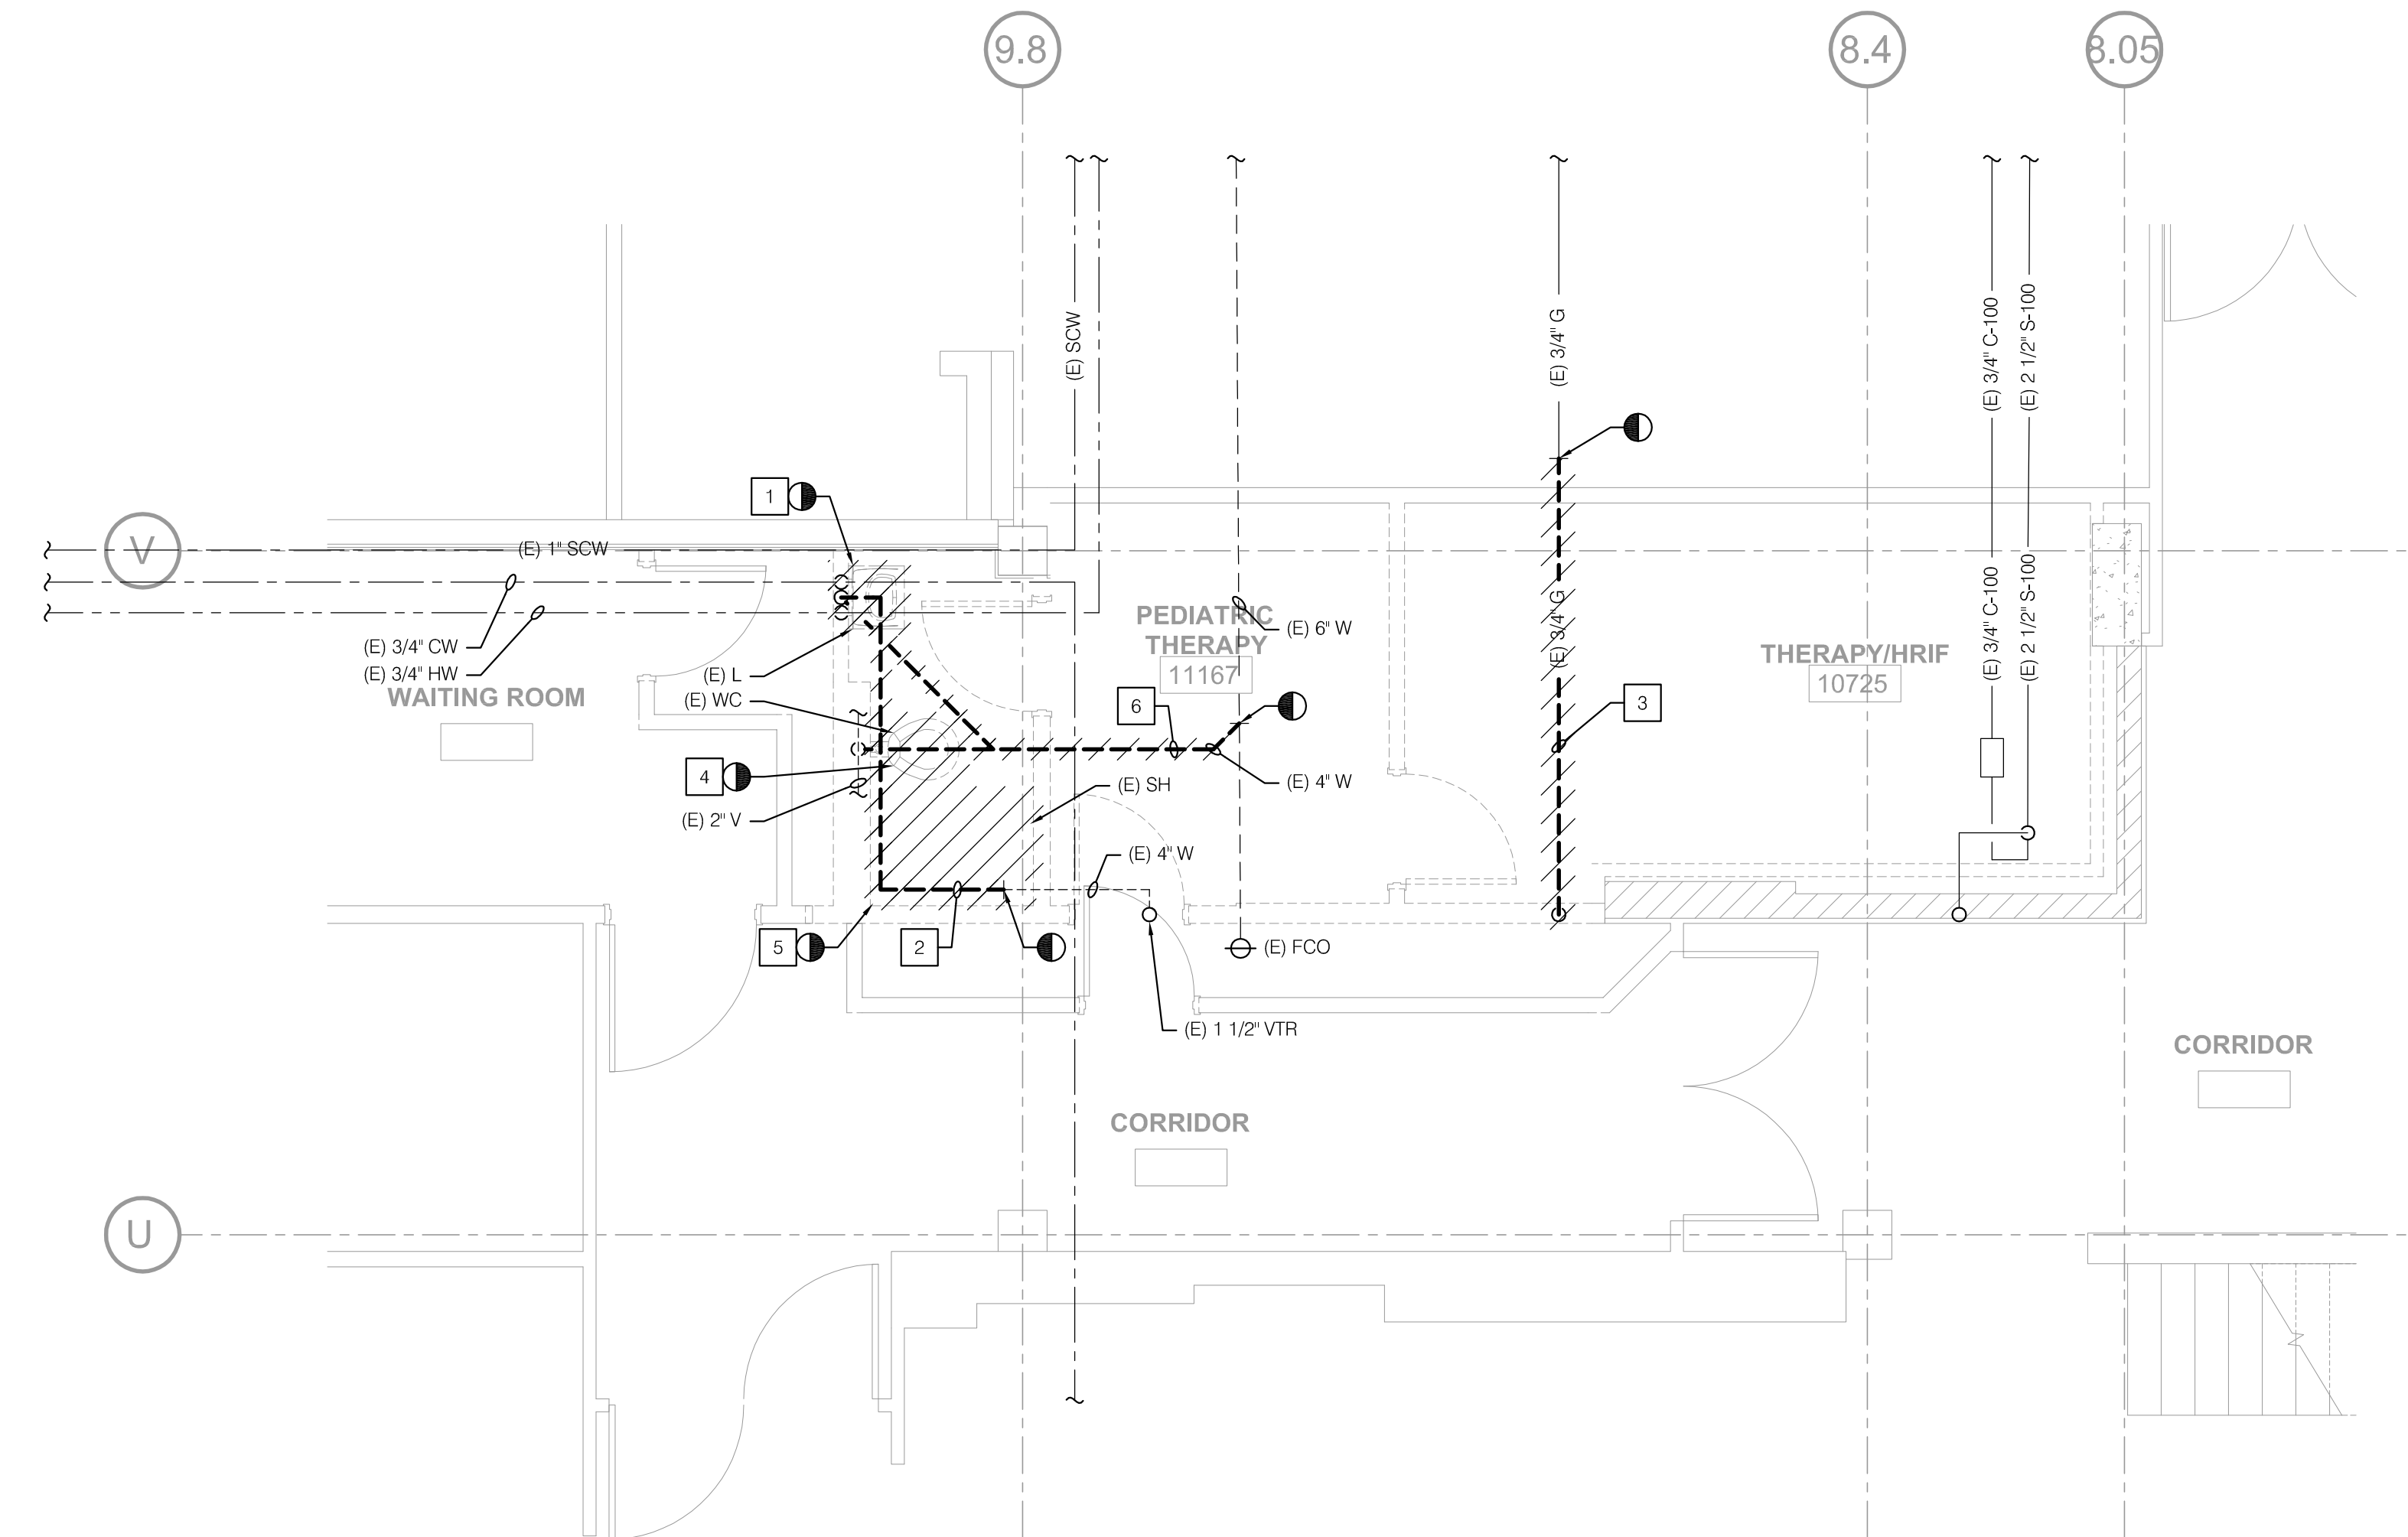 9.8
8.4
8.05
(E) SCW
(E) 3/4" G
(E) 3/4" C-100
(E) 2 1/2" S-100
1
V
(E) 1" SCW
(E) 3/4" CW
(E) 3/4" HW
WAITING ROOM
(E) L
(E) WC
4
(E) 2" V
PEDIATRIC
THERAPY
11167
(E) 6" W
6
(E) 4" W
(E) SH
(E) 4" W
(E) 3/4" G
3
THERAPY/HRIF
10725
(E) 3/4" C-100
(E) 2 1/2" S-100
5
2
(E) FCO
(E) 1 1/2" VTR
CORRIDOR
CORRIDOR
U